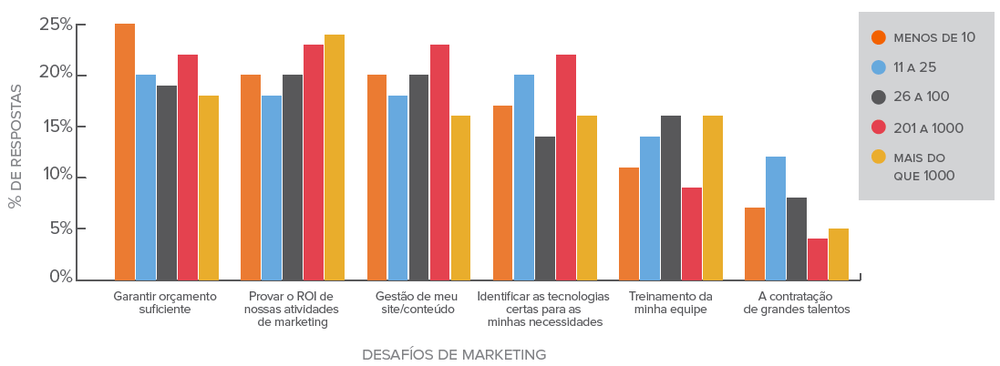 25%
20%
15%
10%
5%
0%
% DE RESPOSTAS
Garantir orçamento
suficiente
Provar o ROI de
nossas atividades
de marketing
Gestão de meu
site/conteúdo
Identificar as tecnologias
certas para as
minhas necessidades
Treinamento da
minha equipe
A contratação
de grandes talentos
DESAFÍOS DE MARKETING
MENOS DE 10
11 A 25
26 A 100
201 A 1000
MAIS DO
QUE 1000